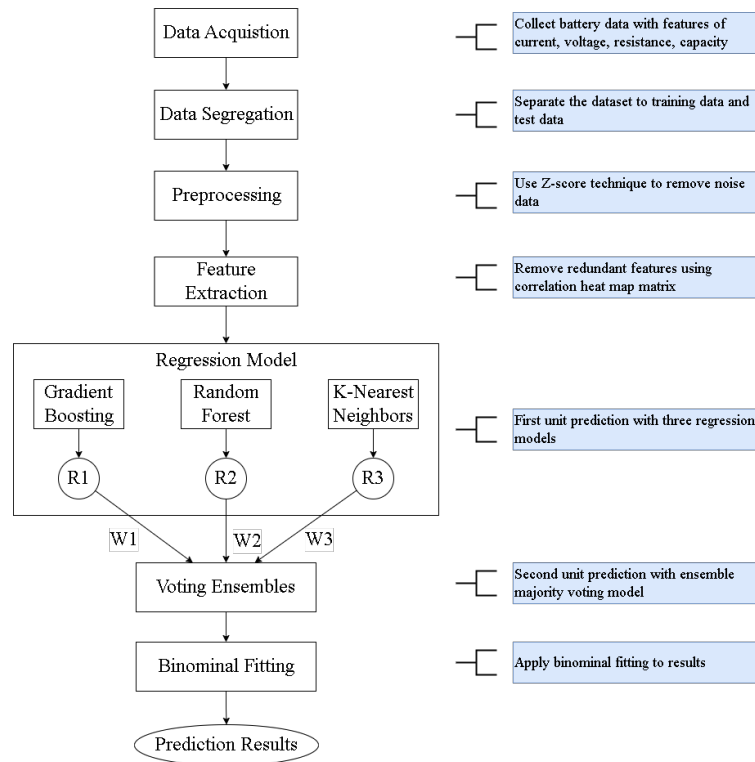 Data Acquistion
Collect battery data with features of
current, voltage, resistance, capacity
Data Segregation
Separate the dataset to training data and
test data
Preprocessing
Use Z-score technique to remove noise
data
Feature
Extraction
Remove redundant features using
correlation heat map matrix
Regression Model
Gradient
Boosting
Random
Forest
K-Nearest
Neighbors
R1
R2
R3
First unit prediction with three regression
models
W1
W2
W3
Voting Ensembles
Second unit prediction with ensemble
majority voting model
Binominal Fitting
Apply binominal fitting to results
Prediction Results